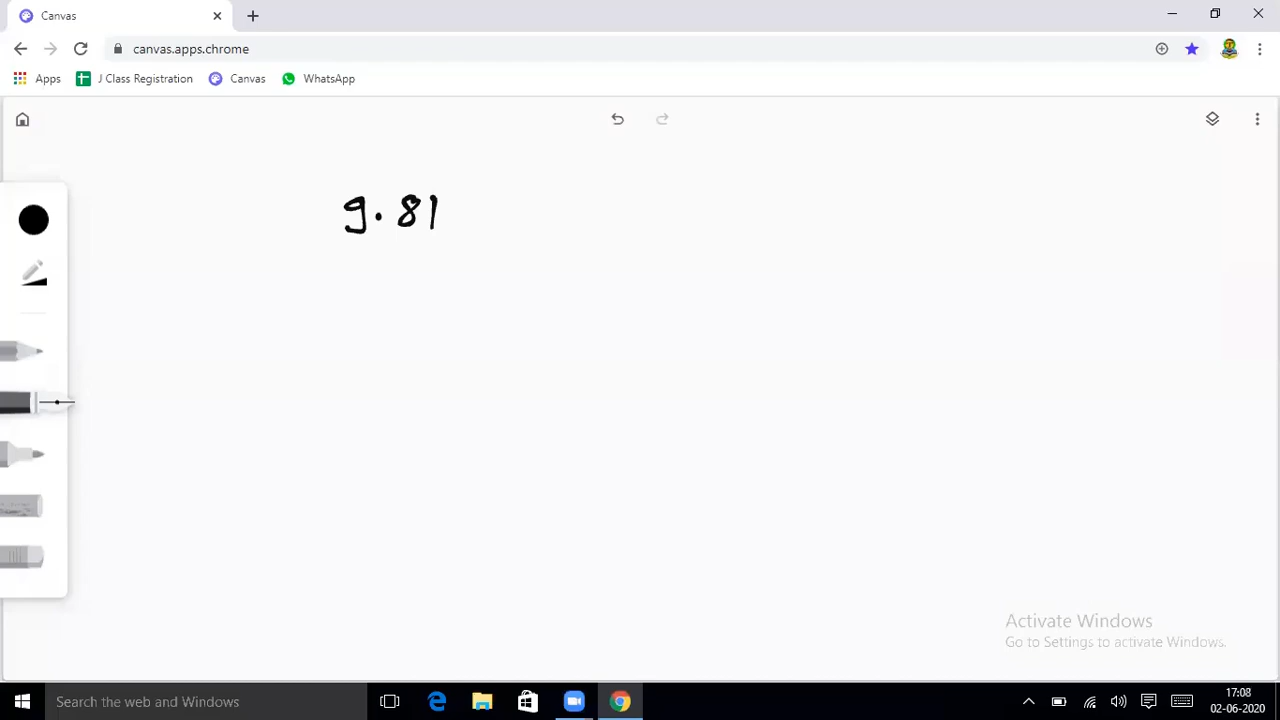 Canvas
canvas.apps.chrome
Apps J Class Registration Canvas WhatsApp
9.81
Activate Windows
Go to Settings to activate Windows.
Search the web and Windows
17:08
02-06-2020